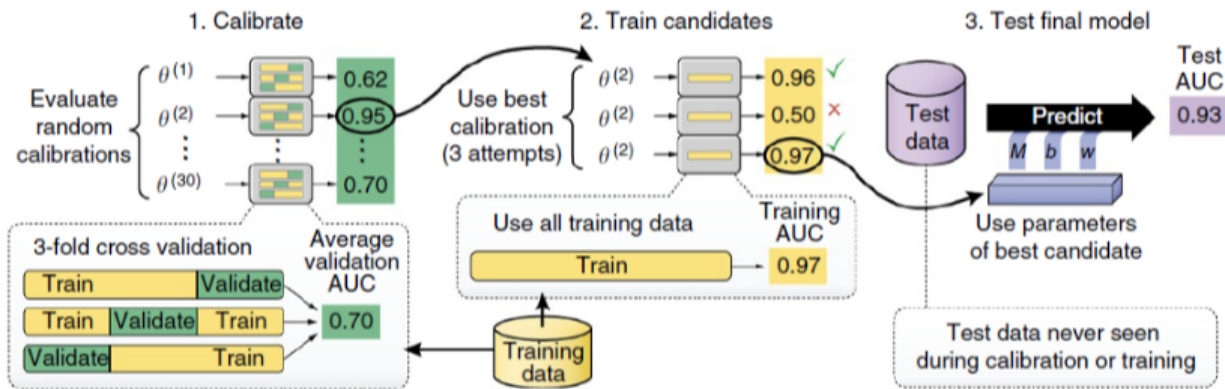 1. Calibrate
Evaluate
random
calibrations
θ(1)
θ(2)
⋮
θ(30)
0.62
0.95
⋮
0.70
3-fold cross validation
Average
validation
AUC
Train Validate
Train Validate Train
Validate Train
0.70
2. Train candidates
Use best
calibration
(3 attempts)
θ(2)
θ(2)
θ(2)
0.96 ✓
0.50 ×
0.97 ✓
Use all training data
Training
AUC
Train
0.97
Training
data
3. Test final model
Test
data
Predict
M b w
Test
AUC
0.93
Use parameters
of best candidate
Test data never seen
during calibration or training